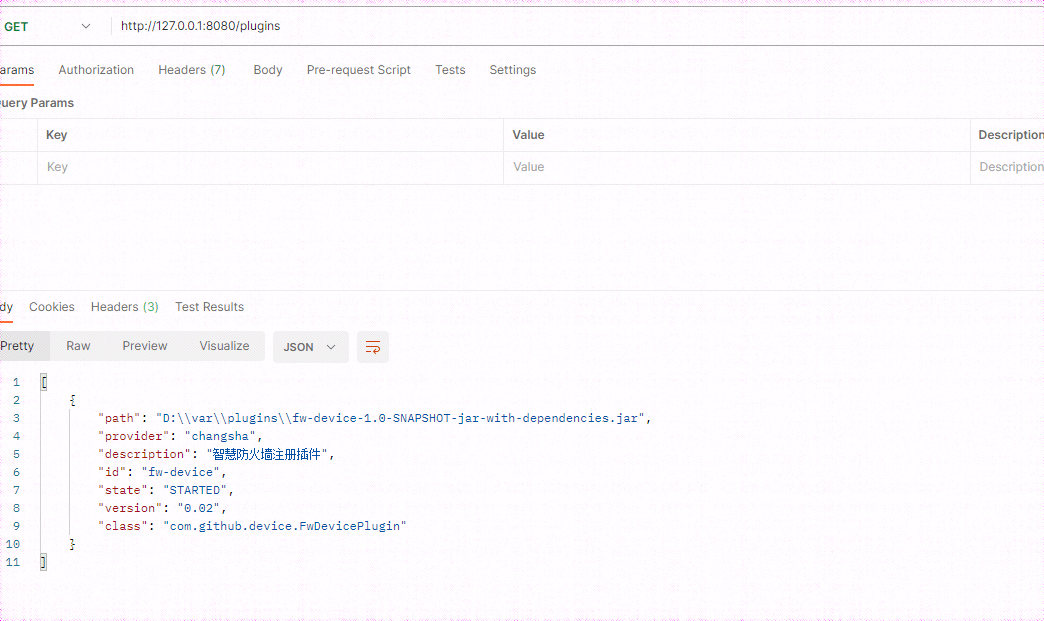 GET http://127.0.0.1:8080/plugins
arams Authorization Headers (7) Body Pre-request Script Tests Settings
uery Params
Key Value Description
Key Value Description
dy Cookies Headers (3) Test Results
Pretty Raw Preview Visualize JSON
1 [
2 {
3 "path": "D:\\var\\plugins\\fw-device-1.0-SNAPSHOT-jar-with-dependencies.jar",
4 "provider": "changsha",
5 "description": "智慧防火墙注册插件",
6 "id": "fw-device",
7 "state": "STARTED",
8 "version": "0.02",
9 "class": "com.github.device.FwDevicePlugin"
10 }
11 ]